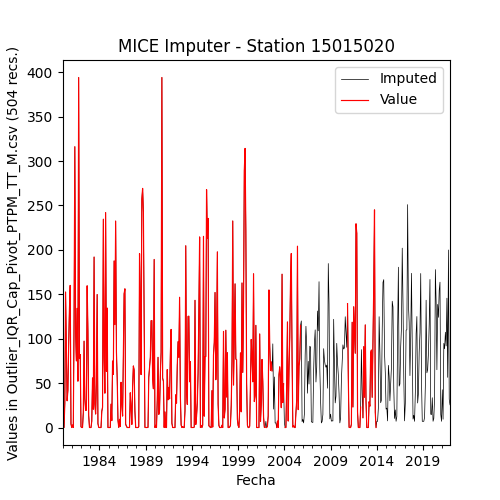 MICE Imputer - Station 15015020
Values in Outlier_IQR_Cap_Pivot_PTPM_TT_M.csv (504 recs.)
400
350
300
250
200
150
100
50
0
Imputed
Value
1984 1989 1994 1999 2004 2009 2014 2019
Fecha